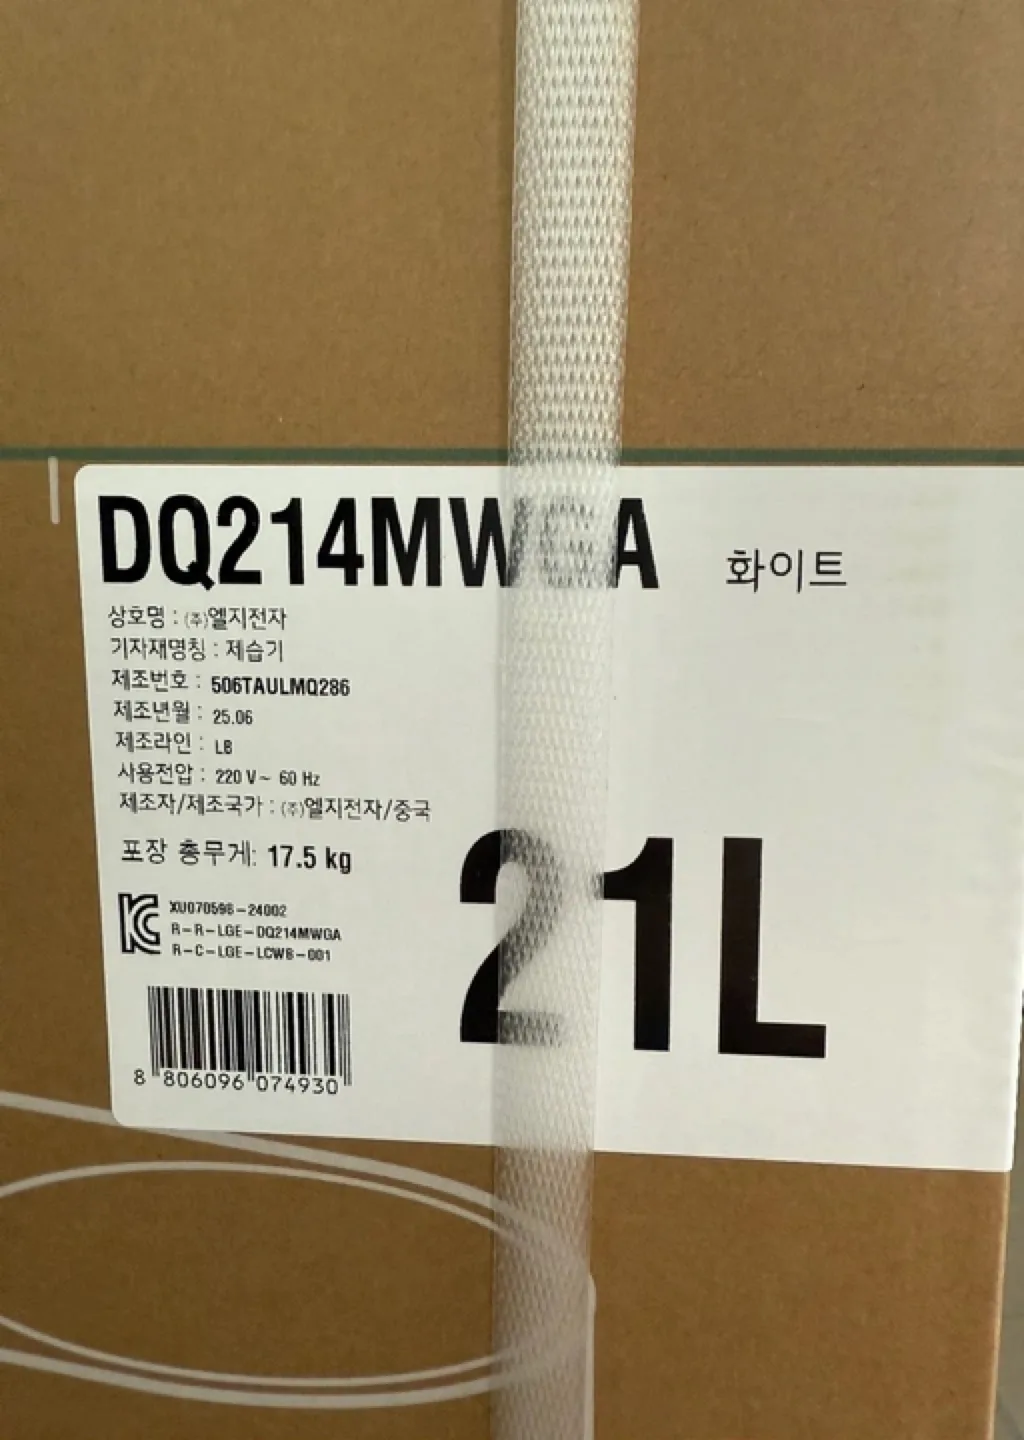 DQ214MWGA 화이트
상호명 : (주)엘지전자
기자재명칭 : 제습기
제조번호 : 506TAULMQ286
제조년월 : 25.06
제조라인 : LB
사용전압 : 220 V~ 60 Hz
제조자/제조국가 : (주)엘지전자/중국
포장 총무게: 17.5 kg
XU070596-24002
R-R-LGE-DQ214MWGA
R-C-LGE-LCW8-001
21L
8 806096 074930